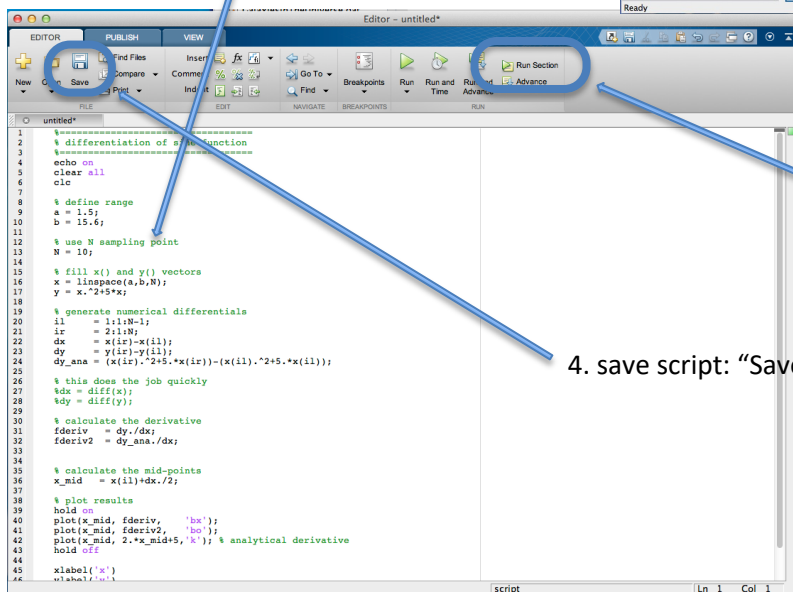 Ready
Editor - untitled*
EDITOR PUBLISH VIEW
Find Files Insert fx Go To Run Section
New Open Save Compare Comment Breakpoints Run Run and Time Run and Advance Advance
Print Indent Find
FILE EDIT NAVIGATE BREAKPOINTS RUN
untitled*
1 %==================================
2 % differentiation of function
3 %==================================
4 echo on
5 clear all
6 clc
7
8 % define range
9 a = 1.5;
10 b = 15.6;
11
12 % use N sampling point
13 N = 10;
14
15 % fill x() and y() vectors
16 x = linspace(a,b,N);
17 y = x.^2+5*x;
18
19 % generate numerical differentials
20 il = 1:1:N-1;
21 ir = 2:1:N;
22 dx = x(ir)-x(il);
23 dy = y(ir)-y(il);
24 dy_ana = (x(ir).^2+5.*x(ir))-(x(il).^2+5.*x(il));
25
26 % this does the job quickly
27 %dx = diff(x);
28 %dy = diff(y);
29
30 % calculate the derivative
31 fderiv = dy./dx;
32 fderiv2 = dy_ana./dx;
33
34
35 % calculate the mid-points
36 x_mid = x(il)+dx./2;
37
38 % plot results
39 hold on
40 plot(x_mid, fderiv, 'bx');
41 plot(x_mid, fderiv2, 'bo');
42 plot(x_mid, 2.*x_mid+5,'k'); % analytical derivative
43 hold off
44
45 xlabel('x')
46 ylabel('y')
4. save script: “Save
script Ln 1 Col 1